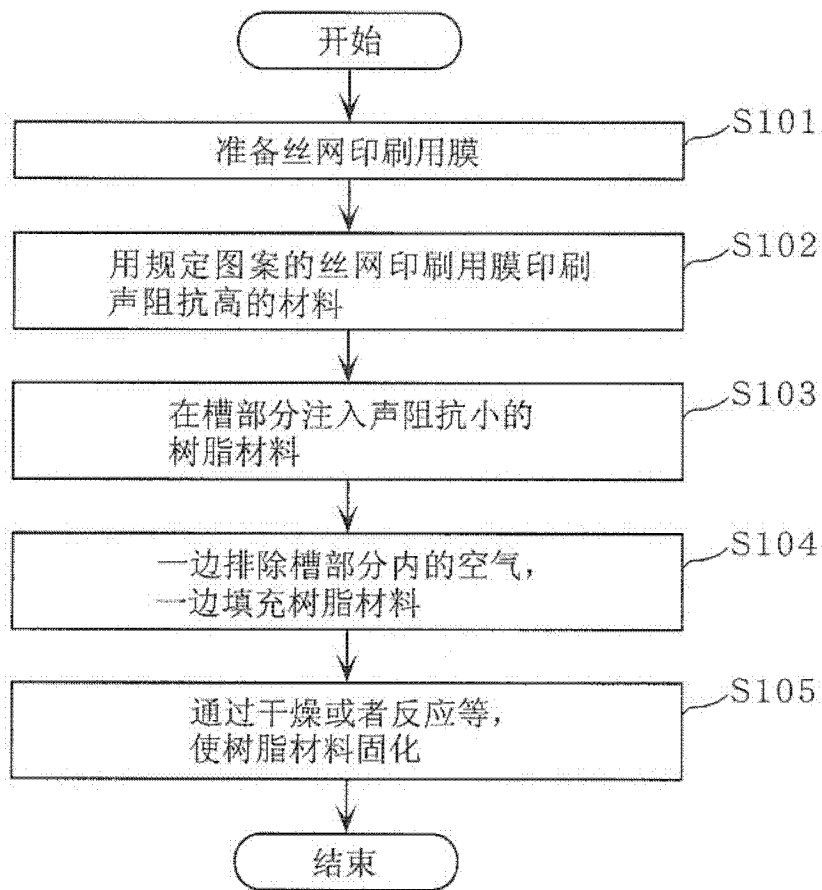 开始
S101
准备丝网印刷用膜
S102
用规定图案的丝网印刷用膜印刷
声阻抗高的材料
S103
在槽部分注入声阻抗小的
树脂材料
S104
一边排除槽部分内的空气，
一边填充树脂材料
S105
通过干燥或者反应等，
使树脂材料固化
结束